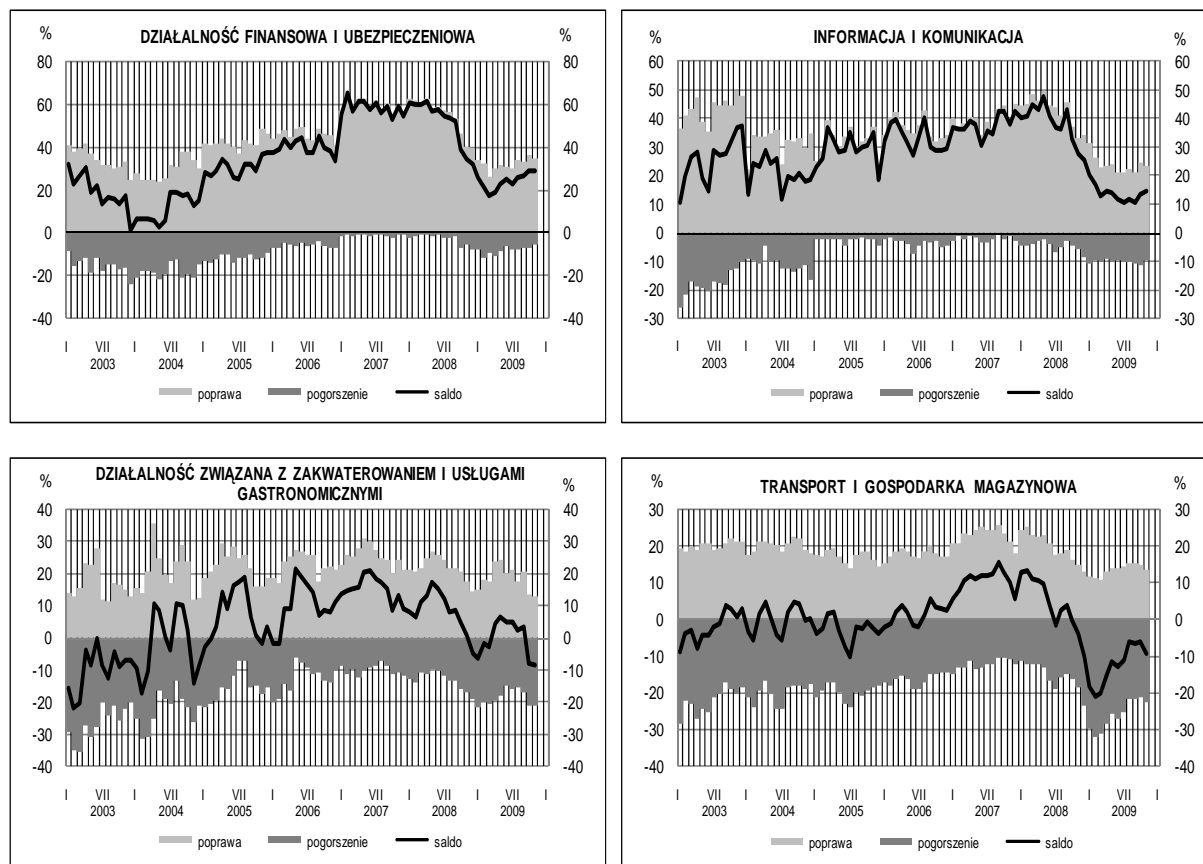 DZIAŁALNOŚĆ FINANSOWA I UBEZPIECZENIOWA
% %
80 80
60 60
40 40
20 20
0 0
-20 -20
-40 -40
I VII I VII I VII I VII I VII I VII I VII I
2003 2004 2005 2006 2007 2008 2009
poprawa pogorszenie saldo
INFORMACJA I KOMUNIKACJA
% %
60 60
50 50
40 40
30 30
20 20
10 10
0 0
-10 -10
-20 -20
-30 -30
I VII I VII I VII I VII I VII I VII I VII I
2003 2004 2005 2006 2007 2008 2009
poprawa pogorszenie saldo
DZIAŁALNOŚĆ ZWIĄZANA Z ZAKWATEROWANIEM I USŁUGAMI
GASTRONOMICZNYMI
% %
40 40
30 30
20 20
10 10
0 0
-10 -10
-20 -20
-30 -30
-40 -40
I VII I VII I VII I VII I VII I VII I VII I
2003 2004 2005 2006 2007 2008 2009
poprawa pogorszenie saldo
TRANSPORT I GOSPODARKA MAGAZYNOWA
% %
30 30
20 20
10 10
0 0
-10 -10
-20 -20
-30 -30
-40 -40
I VII I VII I VII I VII I VII I VII I VII I
2003 2004 2005 2006 2007 2008 2009
poprawa pogorszenie saldo